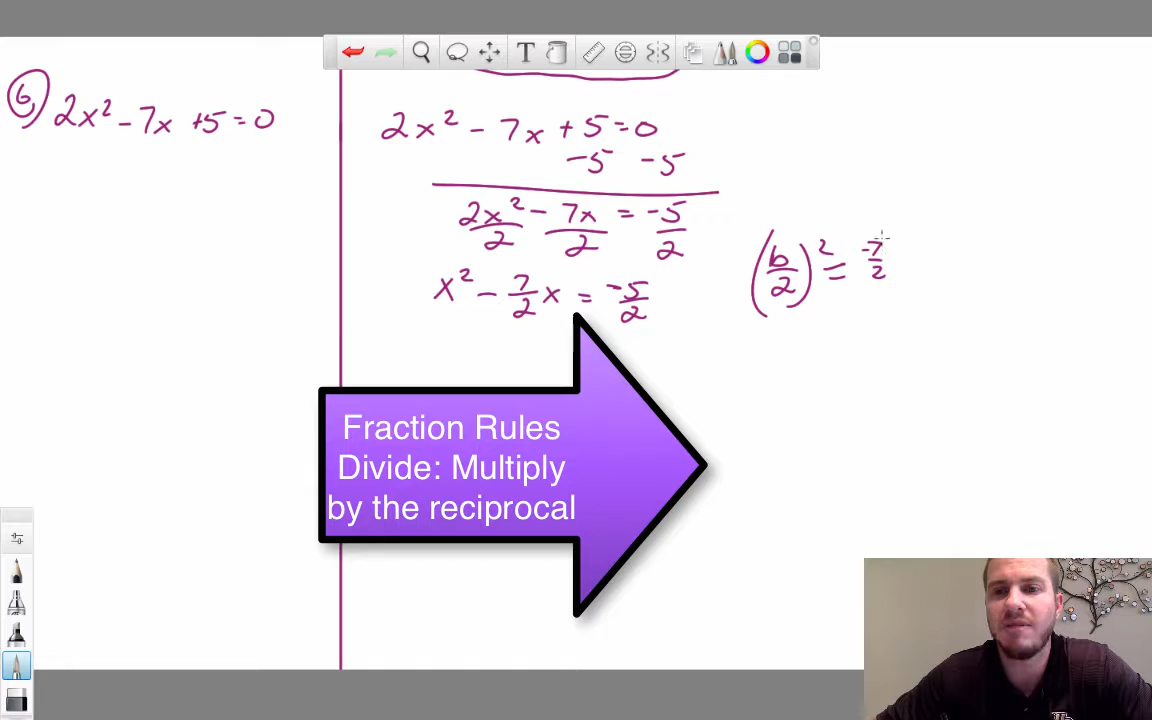 6 2x² - 7x + 5 = 0
2x² - 7x + 5 = 0
-5 -5
2x²/2 - 7x/2 = -5/2
x² - 7/2 x = -5/2
(b/2)² = -7/2
Fraction Rules
Divide: Multiply
by the reciprocal
T